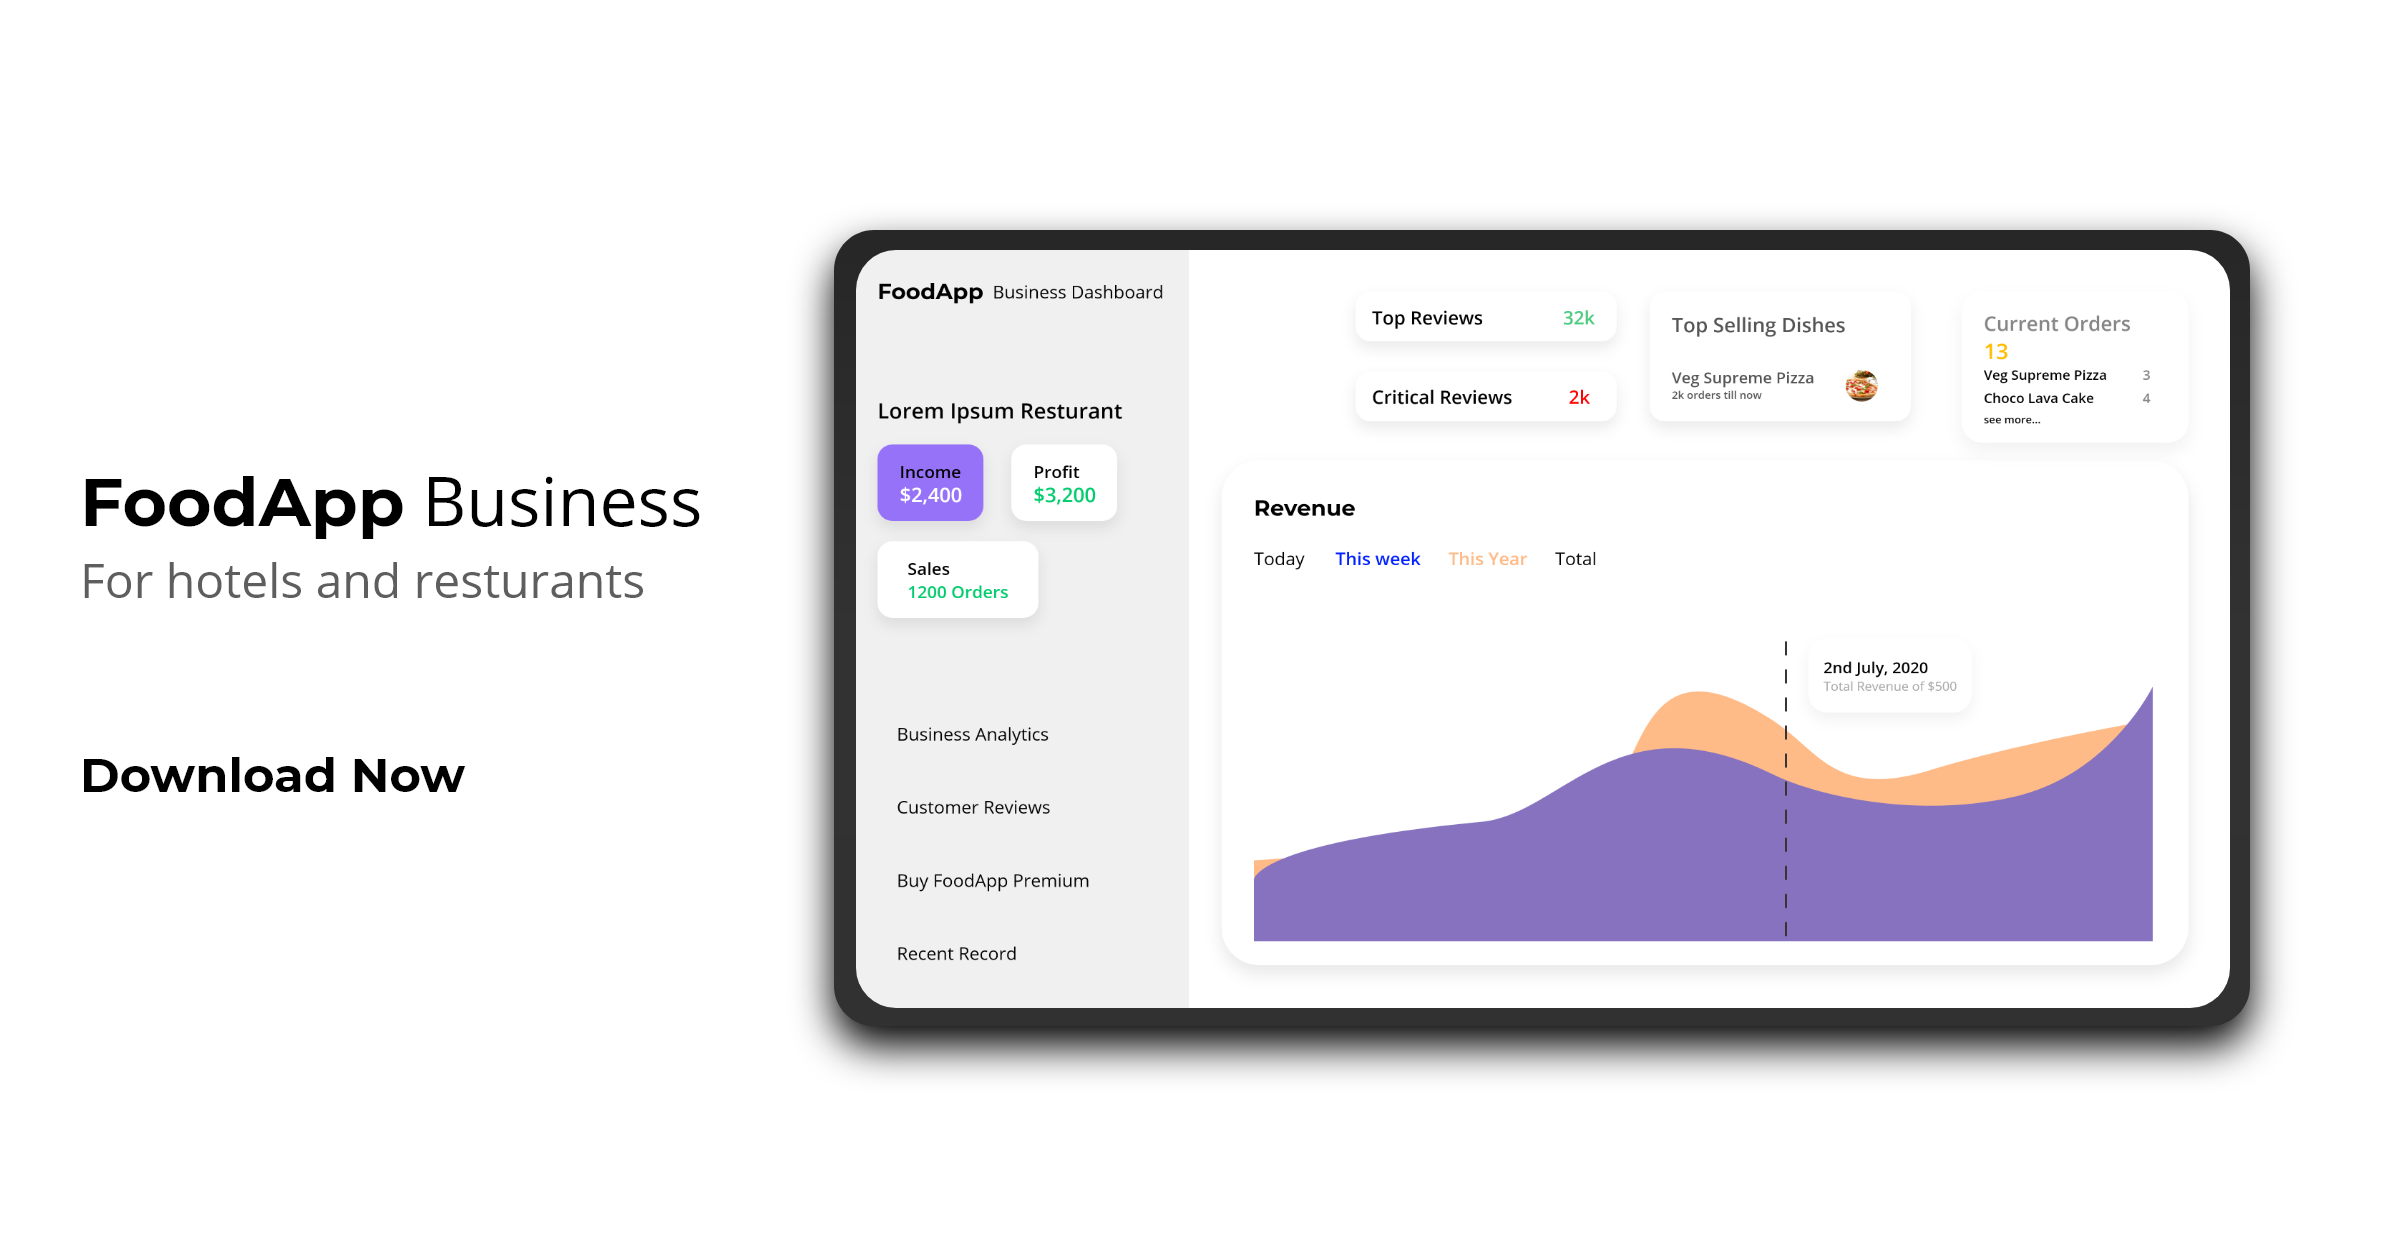 FoodApp Business
For hotels and resturants
Download Now
FoodApp Business Dashboard
Lorem Ipsum Resturant
Income
$2,400
Profit
$3,200
Sales
1200 Orders
Business Analytics
Customer Reviews
Buy FoodApp Premium
Recent Record
Top Reviews 32k
Critical Reviews 2k
Top Selling Dishes
Veg Supreme Pizza
2k orders till now
Current Orders
13
Veg Supreme Pizza 3
Choco Lava Cake 4
see more...
Revenue
Today This week This Year Total
2nd July, 2020
Total Revenue of $500